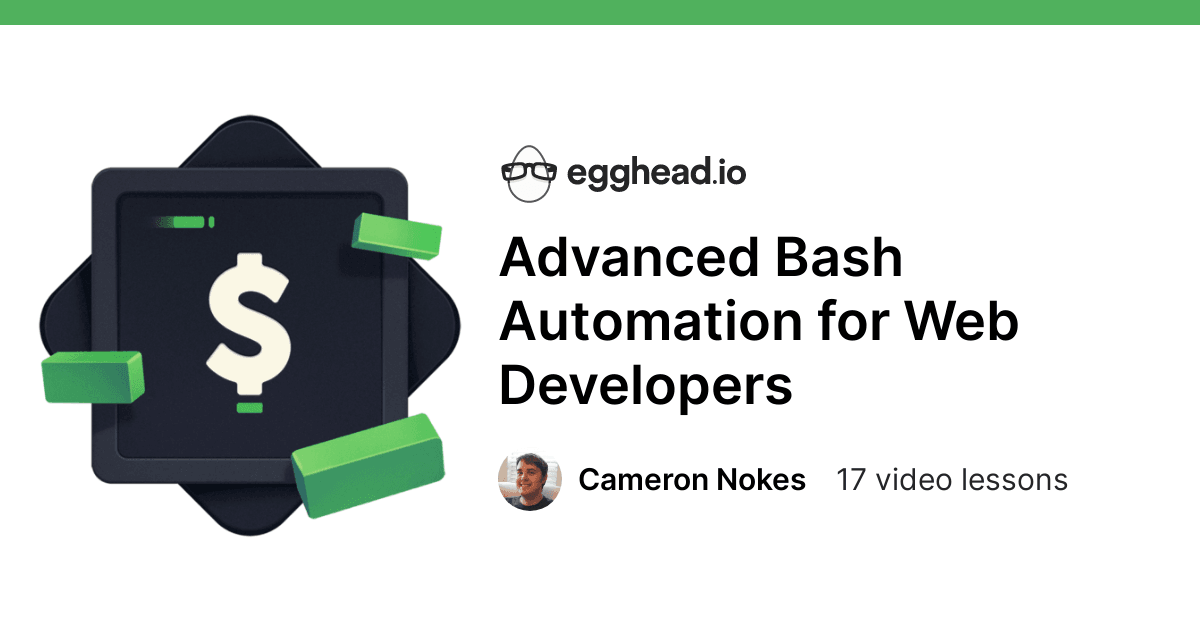 $
egghead.io
Advanced Bash
Automation for Web
Developers
Cameron Nokes 17 video lessons